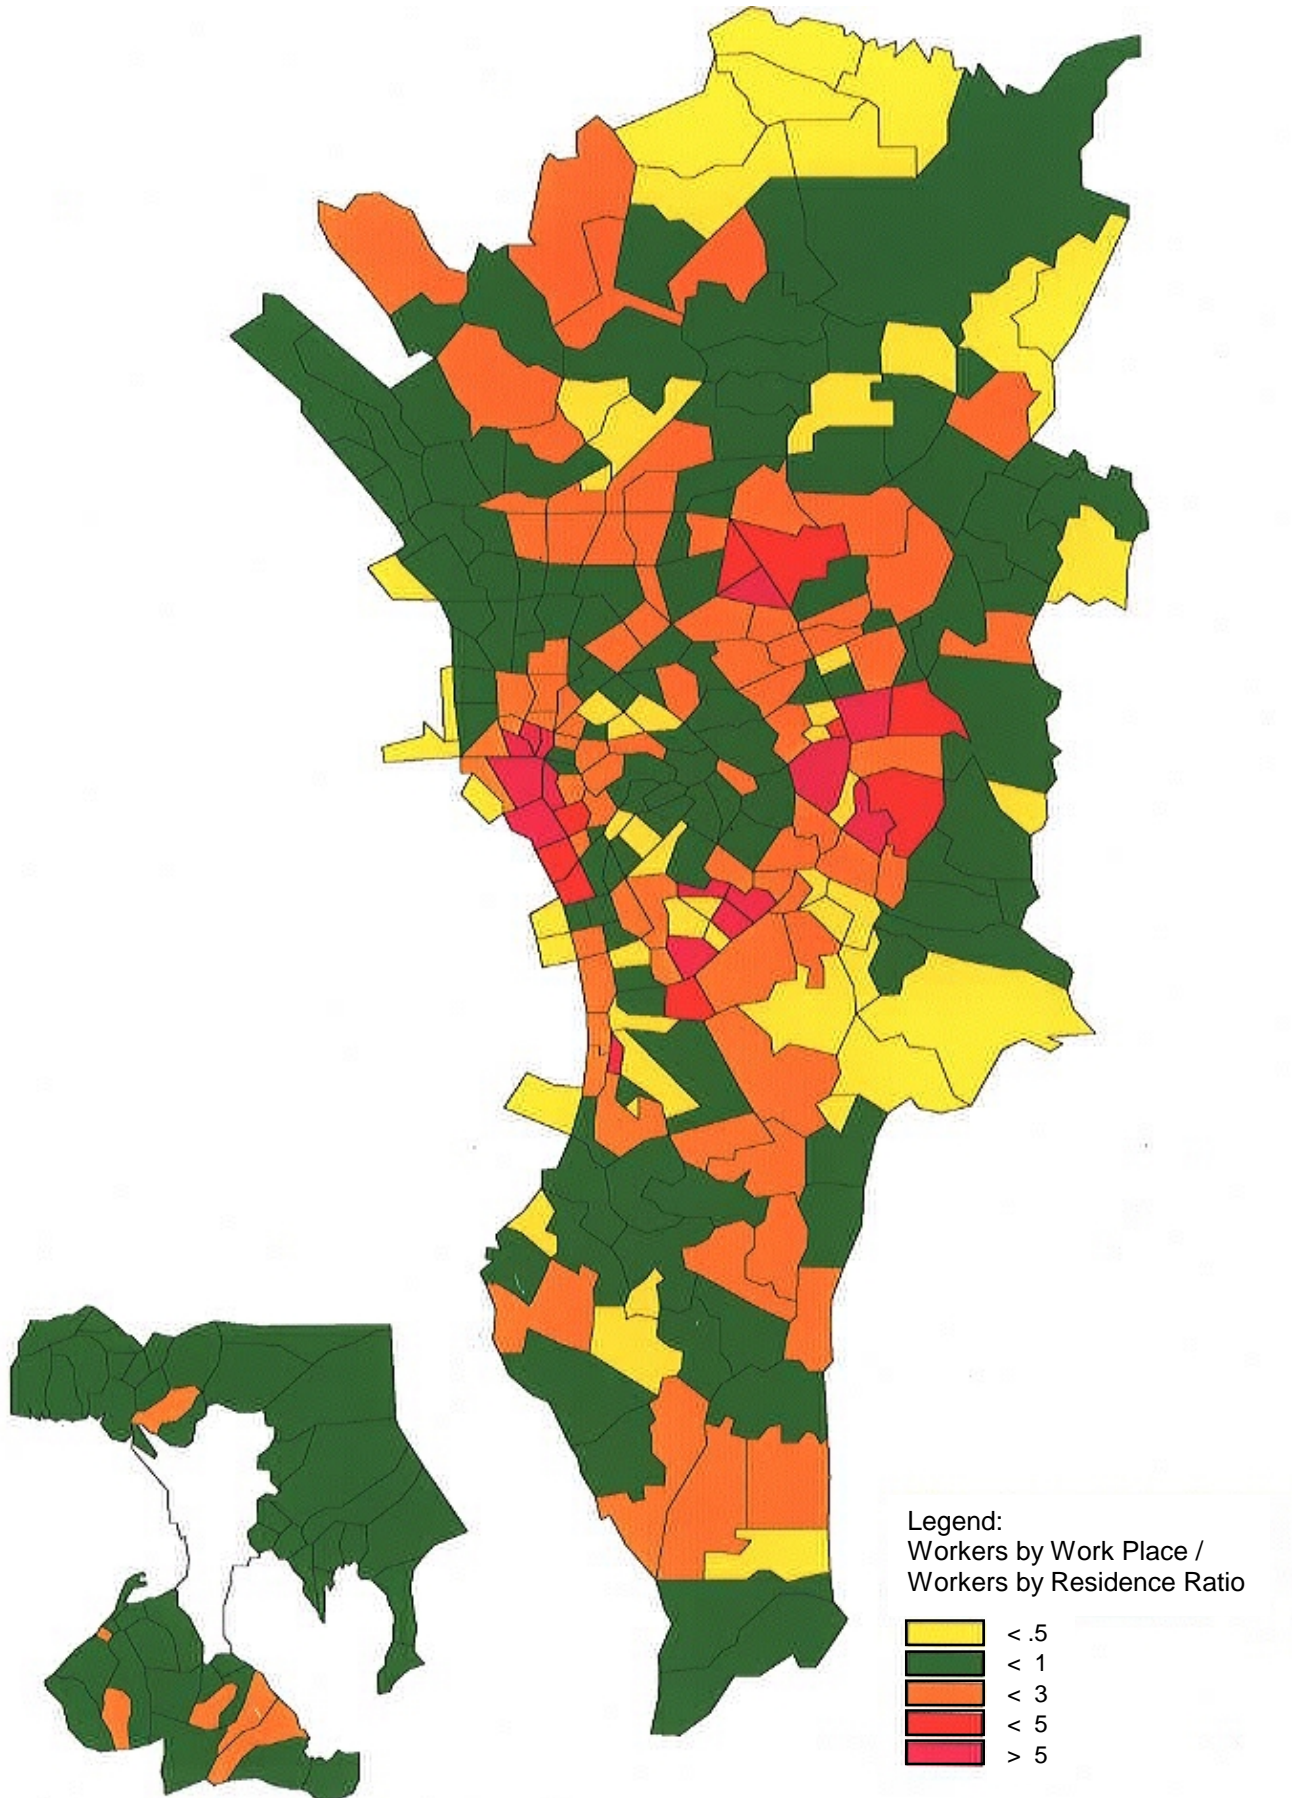 Legend:
Workers by Work Place /
Workers by Residence Ratio
< .5
< 1
< 3
< 5
> 5